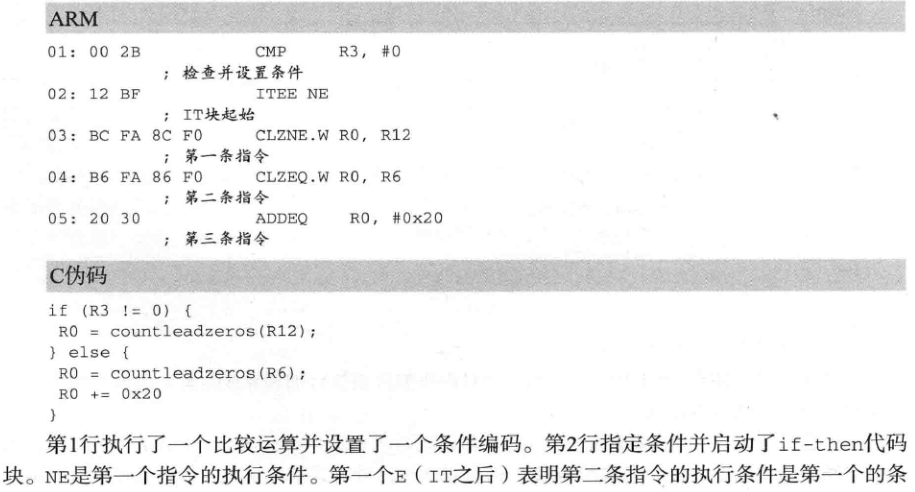 ARM
01: 00 2B CMP R3, #0
; 检查并设置条件
02: 12 BF ITEE NE
; IT块起始
03: BC FA 8C F0 CLZNE.W R0, R12
; 第一条指令
04: B6 FA 86 F0 CLZEQ.W R0, R6
; 第二条指令
05: 20 30 ADDEQ R0, #0x20
; 第三条指令
C伪码
if (R3 != 0) {
R0 = countleadzeros(R12);
} else {
R0 = countleadzeros(R6);
R0 += 0x20
}
第1行执行了一个比较运算并设置了一个条件编码。第2行指定条件并启动了if-then代码
块。NE是第一个指令的执行条件。第一个E（IT之后）表明第二条指令的执行条件是第一个的条